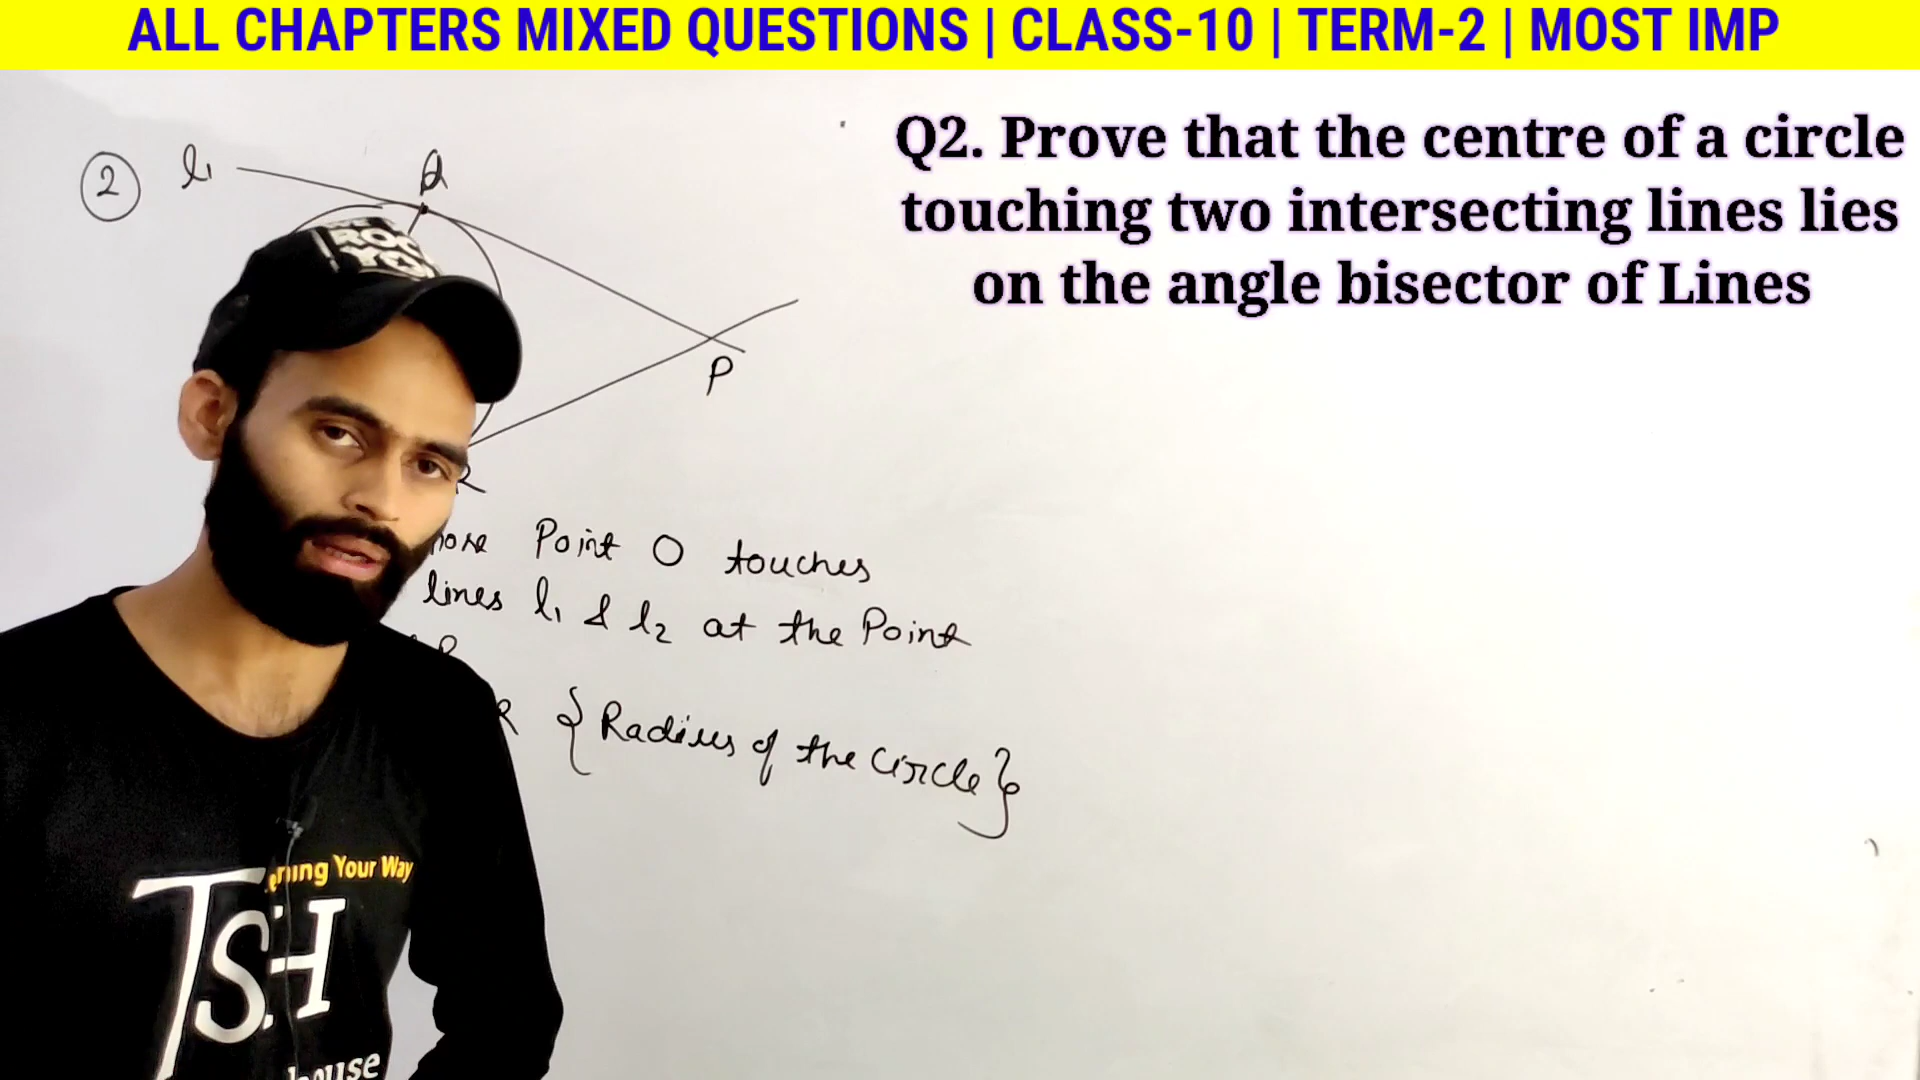 ALL CHAPTERS MIXED QUESTIONS | CLASS-10 | TERM-2 | MOST IMP
Q2. Prove that the centre of a circle
touching two intersecting lines lies
on the angle bisector of Lines
2 l₁ Q
P
R
Point O touches
lines l₁ & l₂ at the Point
R
R {Radius of the circle}
Your Way
TSH